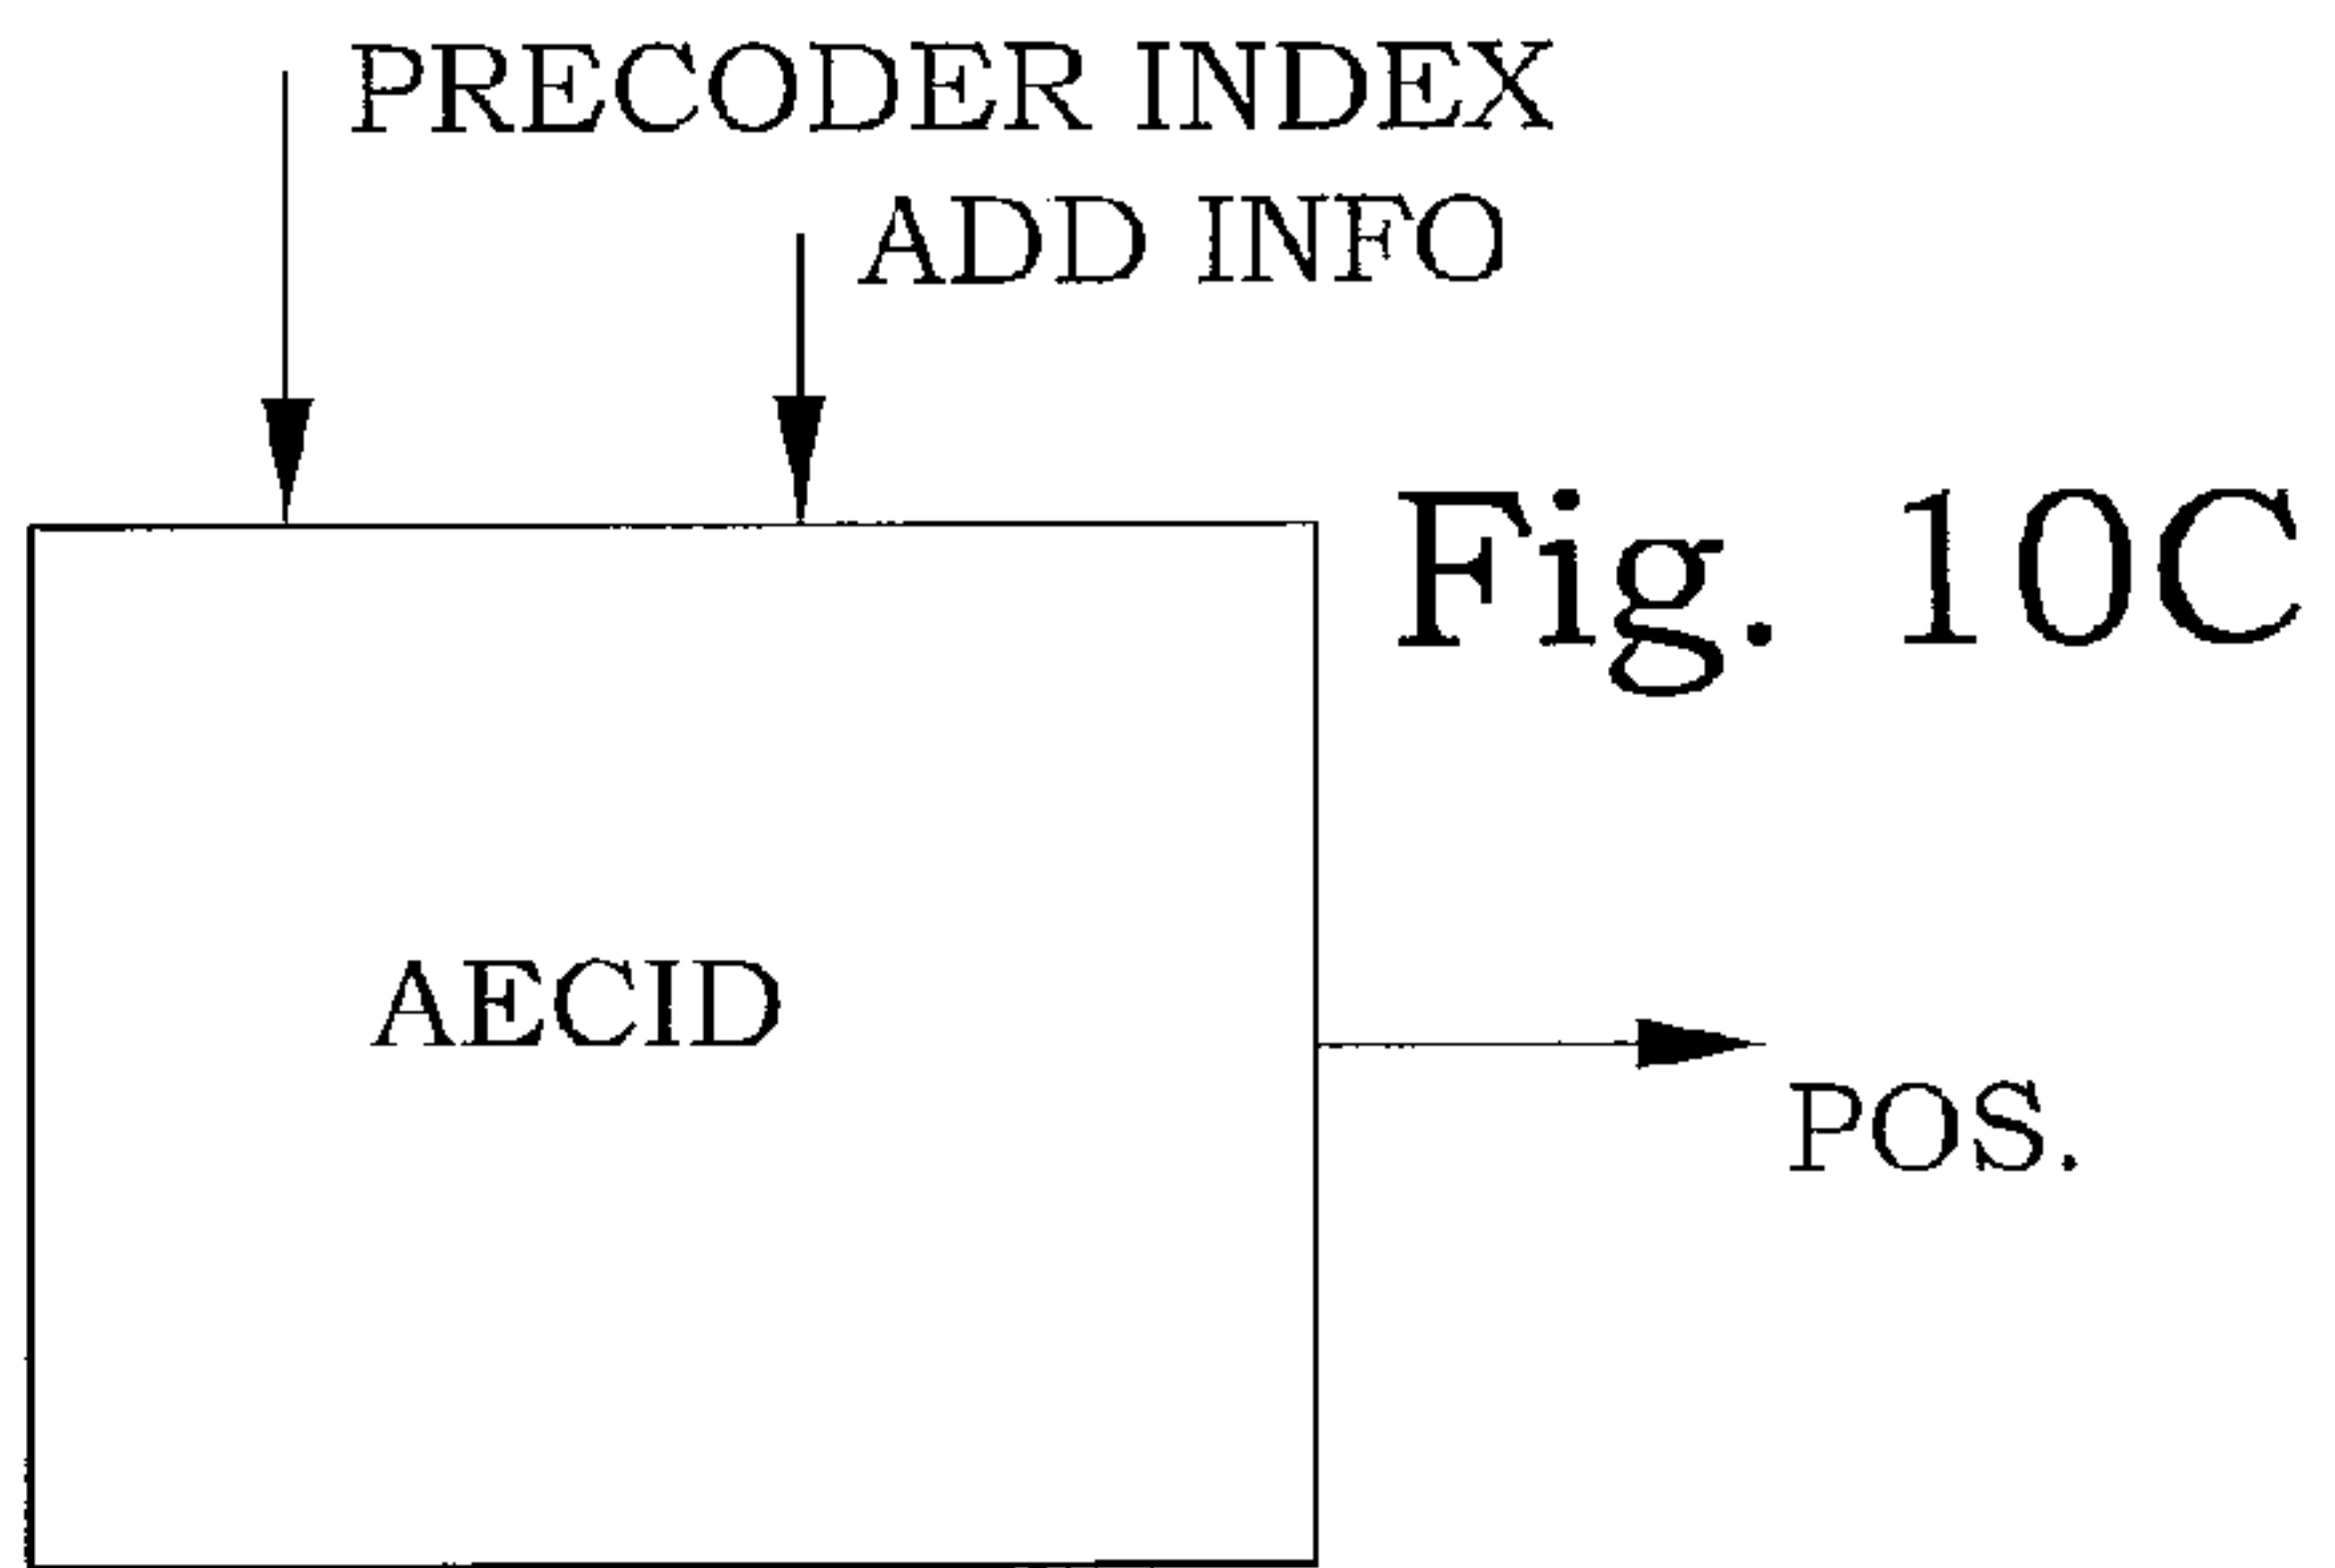 PRECODER INDEX
ADD INFO
Fig. 10C
AECID
POS.